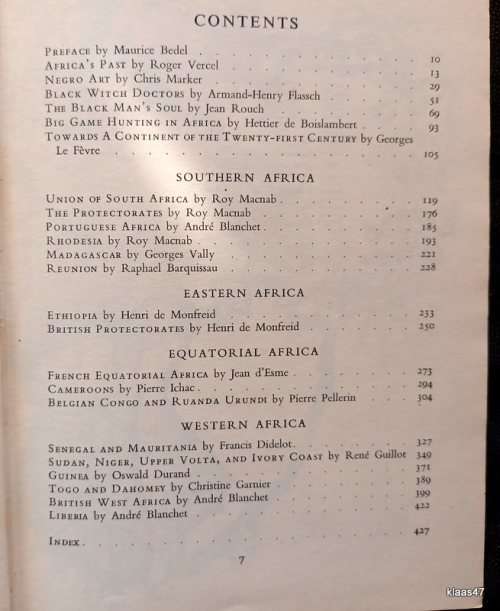 CONTENTS
PREFACE by Maurice Bedel . . . . . . . . . . 10
AFRICA'S PAST by Roger Vercel . . . . . . . . . . 13
NEGRO ART by Chris Marker . . . . . . . . . . 29
BLACK WITCH DOCTORS by Armand-Henry Flassch . . . . 51
THE BLACK MAN'S SOUL by Jean Rouch . . . . . . . 69
BIG GAME HUNTING IN AFRICA by Hettier de Boislambert . . . 93
TOWARDS A CONTINENT OF THE TWENTY-FIRST CENTURY by Georges
Le Fèvre . . . . . . . . . . . . . 105
SOUTHERN AFRICA
UNION OF SOUTH AFRICA by Roy Macnab . . . . . . . 119
THE PROTECTORATES by Roy Macnab . . . . . . . 176
PORTUGUESE AFRICA by André Blanchet . . . . . . . 185
RHODESIA by Roy Macnab . . . . . . . . . . 193
MADAGASCAR by Georges Vally . . . . . . . . . 221
REUNION by Raphael Barquissau . . . . . . . . 228
EASTERN AFRICA
ETHIOPIA by Henri de Monfreid . . . . . . . . 233
BRITISH PROTECTORATES by Henri de Monfreid . . . . . 250
EQUATORIAL AFRICA
FRENCH EQUATORIAL AFRICA by Jean d'Esme . . . . . . 273
CAMEROONS by Pierre Ichac . . . . . . . . . . 294
BELGIAN CONGO AND RUANDA URUNDI by Pierre Pellerin . . . 304
WESTERN AFRICA
SENEGAL AND MAURITANIA by Francis Didelot . . . . . . 327
SUDAN, NIGER, UPPER VOLTA, AND IVORY COAST by René Guillot 349
GUINEA by Oswald Durand . . . . . . . . . . 371
TOGO AND DAHOMEY by Christine Garnier . . . . . . 389
BRITISH WEST AFRICA by André Blanchet . . . . . . 399
LIBERIA by André Blanchet . . . . . . . . . 422
INDEX . . . . . . . . . . . . . . 427
7
klaas47